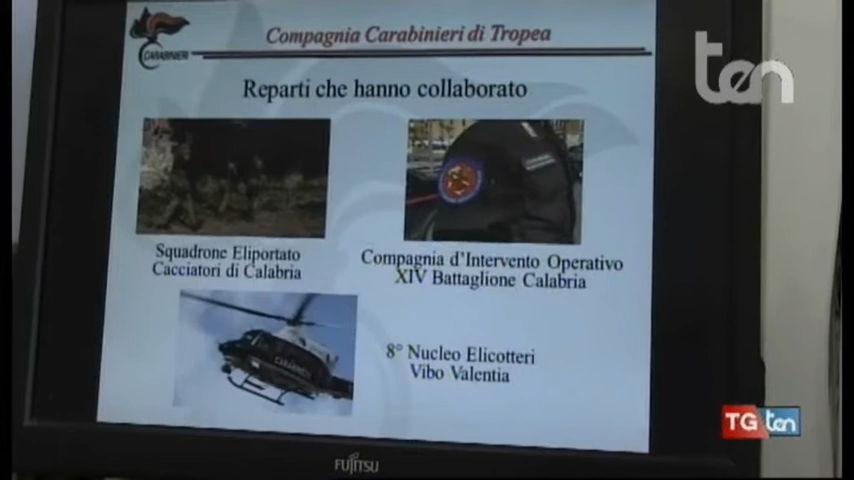 Compagnia Carabinieri di Tropea
CARABINIERI
Reparti che hanno collaborato
ten
Squadrone Eliportato
Cacciatori di Calabria
Compagnia d'Intervento Operativo
XIV Battaglione Calabria
CARABINIERI
8° Nucleo Elicotteri
Vibo Valentia
TG ten
FUJITSU